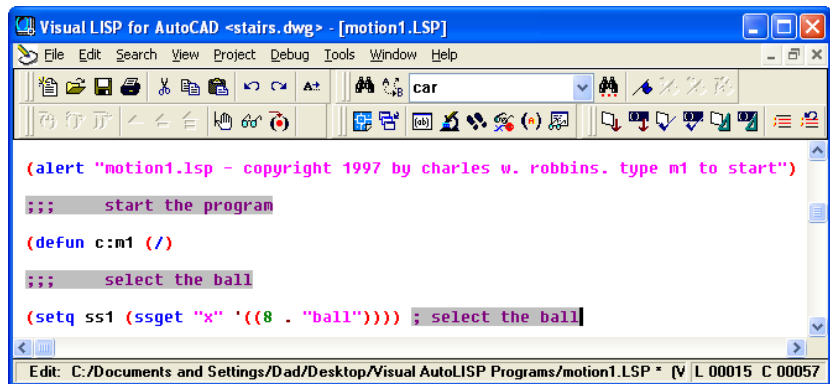 Visual LISP for AutoCAD <stairs.dwg> - [motion1.LSP]
File Edit Search View Project Debug Tools Window Help
car
(alert "motion1.lsp - copyright 1997 by charles w. robbins. type m1 to start")
;;; start the program
(defun c:m1 (/)
;;; select the ball
(setq ss1 (ssget "x" '((8 . "ball")))) ; select the ball
Edit: C:/Documents and Settings/Dad/Desktop/Visual AutoLISP Programs/motion1.LSP * (V L 00015 C 00057